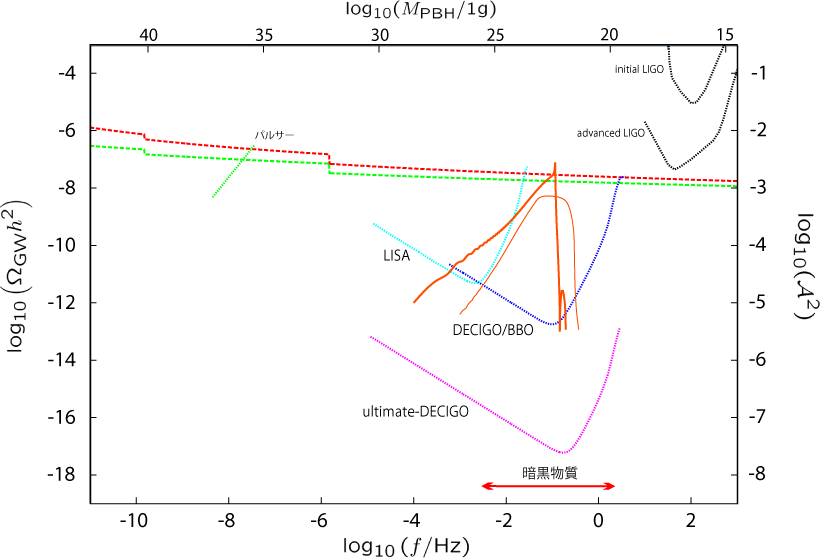 log10(MPBH/1g)
40 35 30 25 20 15
-4 -6 -8 -10 -12 -14 -16 -18
-1 -2 -3 -4 -5 -6 -7 -8
log10(ΩGWh²)
log10(𝒜²)
initial LIGO
advanced LIGO
パルサー
LISA
DECIGO/BBO
ultimate-DECIGO
暗黒物質
-10 -8 -6 -4 -2 0 2
log10(f/Hz)